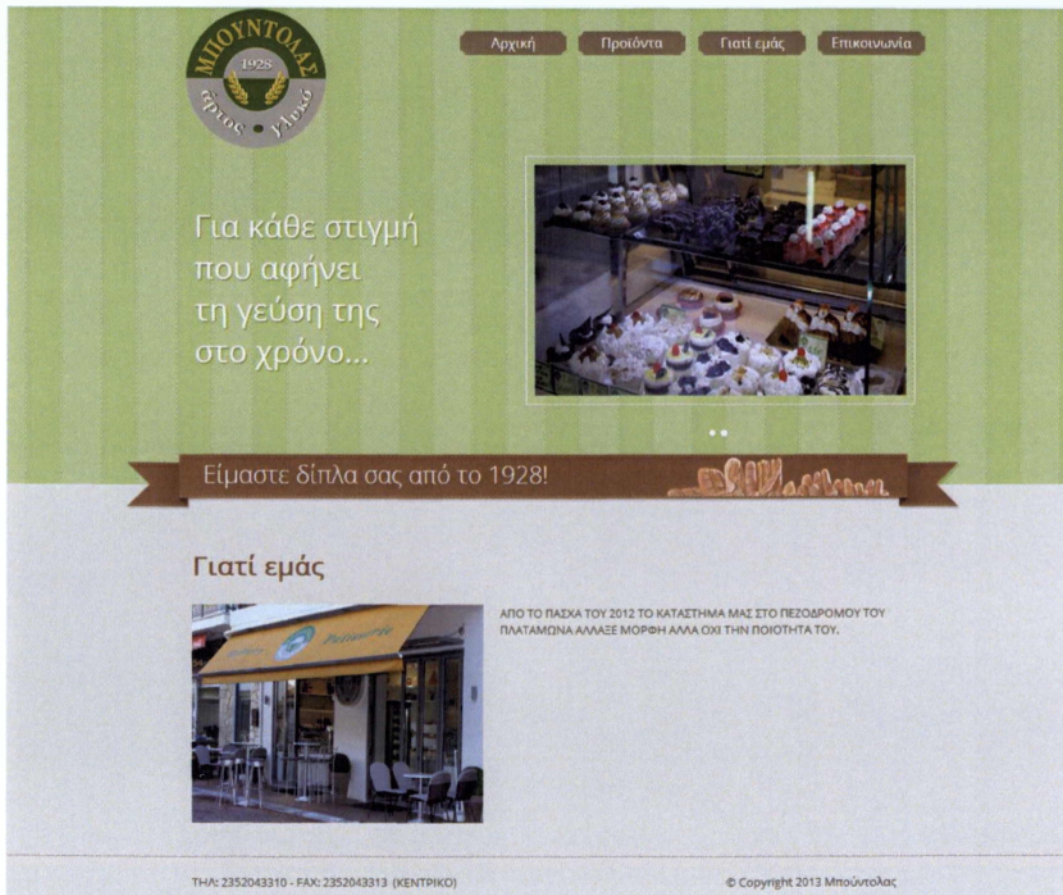 ΜΠΟΥΝΤΟΛΑΣ
1928
άρτος • γλυκό
Αρχική
Προϊόντα
Γιατί εμάς
Επικοινωνία
Για κάθε στιγμή
που αφήνει
τη γεύση της
στο χρόνο...
Είμαστε δίπλα σας από το 1928!
Γιατί εμάς
ΑΠΟ ΤΟ ΠΑΣΧΑ ΤΟΥ 2012 ΤΟ ΚΑΤΑΣΤΗΜΑ ΜΑΣ ΣΤΟ ΠΕΖΟΔΡΟΜΟΥ ΤΟΥ
ΠΛΑΤΑΜΩΝΑ ΑΛΛΑΞΕ ΜΟΡΦΗ ΑΛΛΑ ΟΧΙ ΤΗΝ ΠΟΙΟΤΗΤΑ ΤΟΥ.
Patisserie
ΤΗΛ: 2352043310 - FAX: 2352043313 (ΚΕΝΤΡΙΚΟ)
© Copyright 2013 Μπούντολας